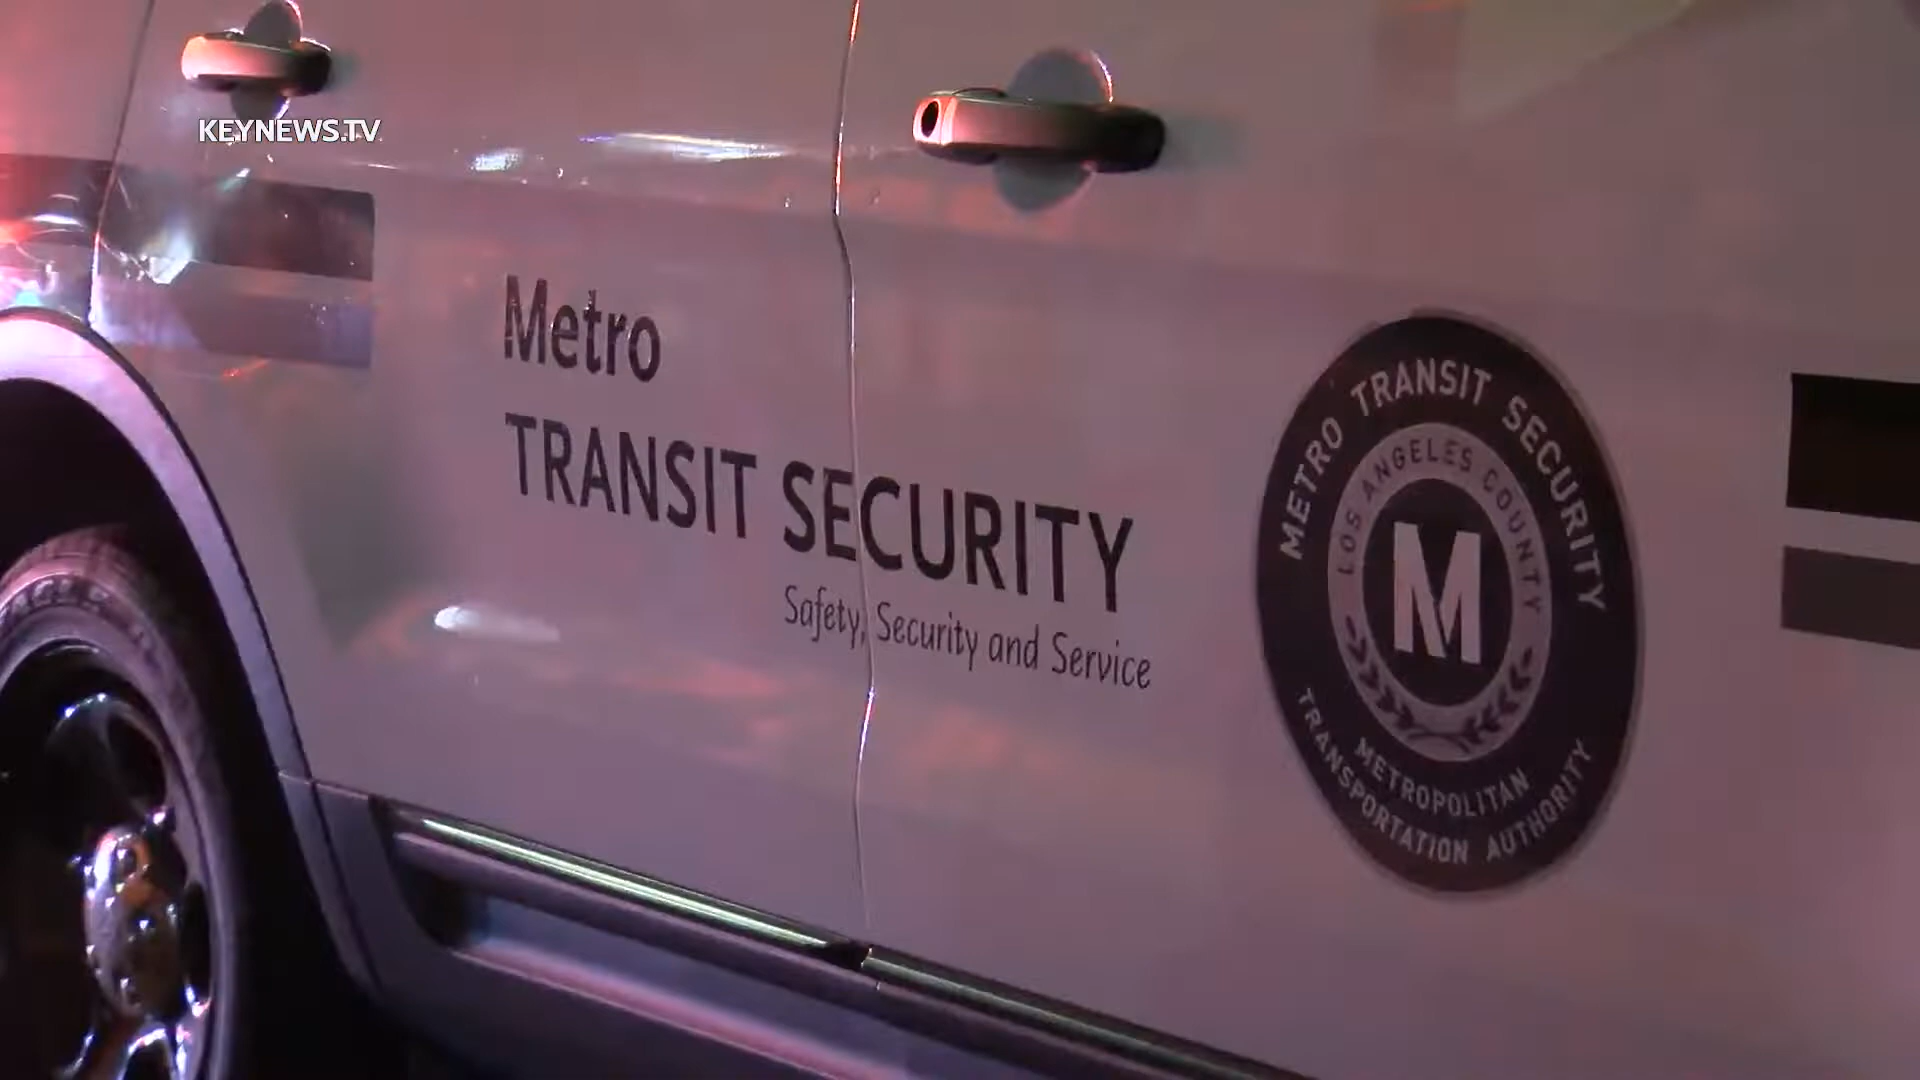 KEYNEWS.TV
Metro
TRANSIT SECURITY
Safety, Security and Service
METRO TRANSIT SECURITY
LOS ANGELES COUNTY
M
METROPOLITAN
TRANSPORTATION AUTHORITY